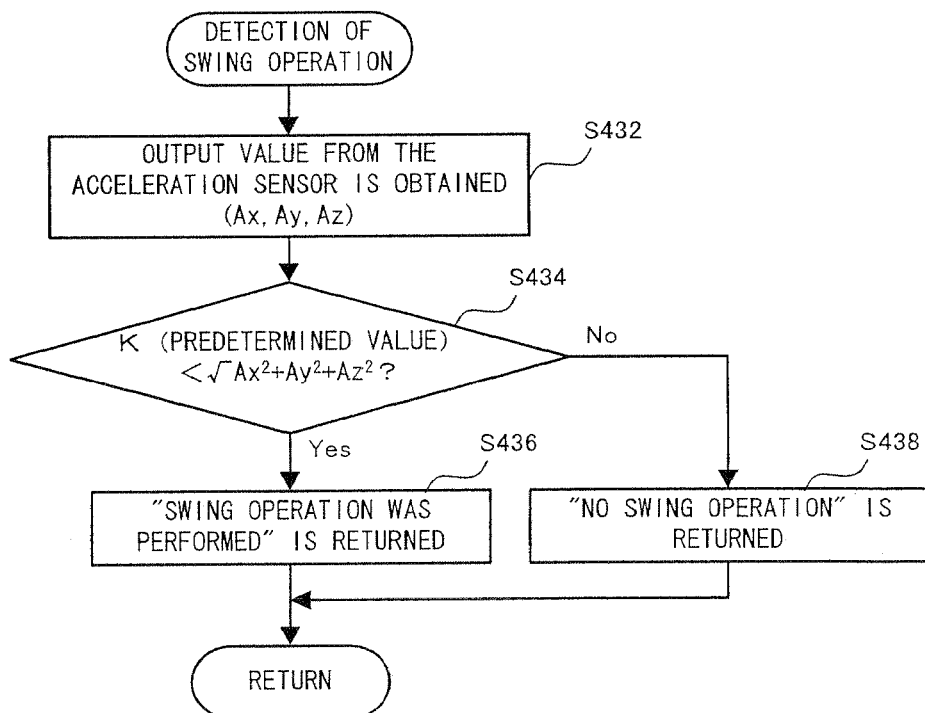 DETECTION OF
SWING OPERATION
S432
OUTPUT VALUE FROM THE
ACCELERATION SENSOR IS OBTAINED
(Ax, Ay, Az)
S434
K (PREDETERMINED VALUE)
<√Ax²+Ay²+Az²?
No
Yes
S436
"SWING OPERATION WAS
PERFORMED" IS RETURNED
S438
"NO SWING OPERATION" IS
RETURNED
RETURN